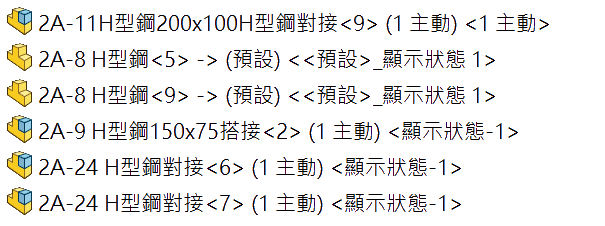 2A-11H型鋼200x100H型鋼對接<9> (1 主動) <1 主動>
2A-8 H型鋼<5> -> (預設) <<預設>_顯示狀態 1>
2A-8 H型鋼<9> -> (預設) <<預設>_顯示狀態 1>
2A-9 H型鋼150x75搭接<2> (1 主動) <顯示狀態-1>
2A-24 H型鋼對接<6> (1 主動) <顯示狀態-1>
2A-24 H型鋼對接<7> (1 主動) <顯示狀態-1>